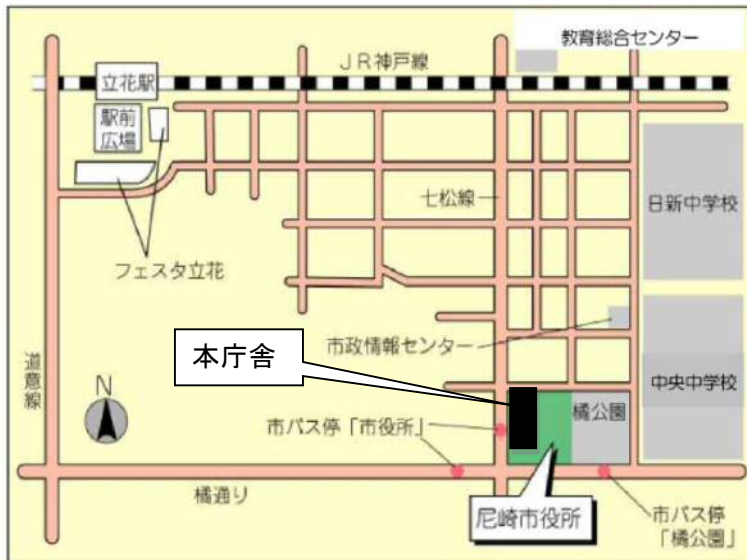 教育総合センター
JR神戸線
立花駅
駅前
広場
七松線
日新中学校
フェスタ立花
道意線
N
本庁舎
市政情報センター
中央中学校
橘公園
市バス停「市役所」
橘通り
尼崎市役所
市バス停
「橘公園」